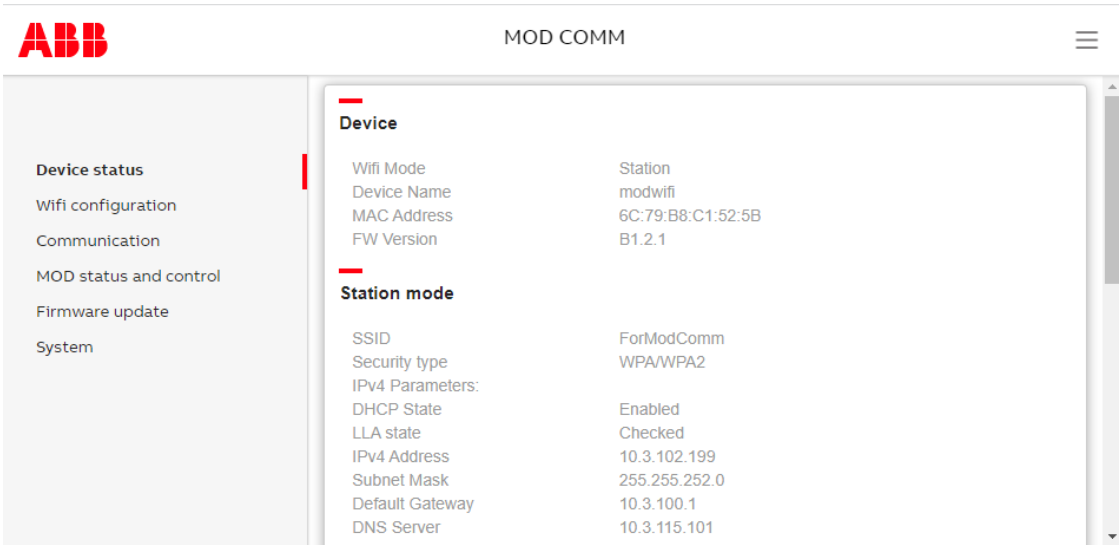 ABB
MOD COMM
Device status
Wifi configuration
Communication
MOD status and control
Firmware update
System
Device
Wifi Mode Station
Device Name modwifi
MAC Address 6C:79:B8:C1:52:5B
FW Version B1.2.1
Station mode
SSID ForModComm
Security type WPA/WPA2
IPv4 Parameters:
DHCP State Enabled
LLA state Checked
IPv4 Address 10.3.102.199
Subnet Mask 255.255.252.0
Default Gateway 10.3.100.1
DNS Server 10.3.115.101